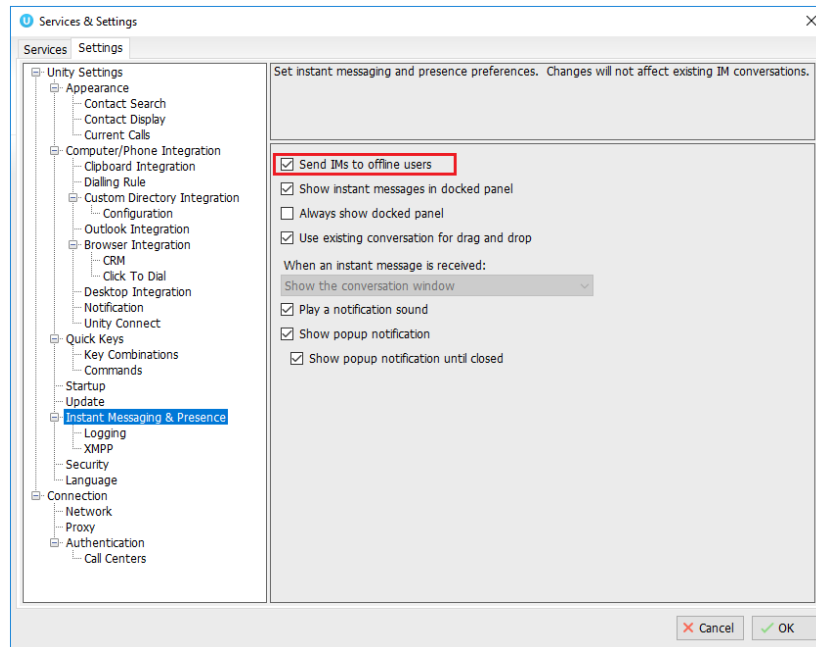 Services & Settings
Services Settings
Unity Settings
Appearance
Contact Search
Contact Display
Current Calls
Computer/Phone Integration
Clipboard Integration
Dialling Rule
Custom Directory Integration
Configuration
Outlook Integration
Browser Integration
CRM
Click To Dial
Desktop Integration
Notification
Unity Connect
Quick Keys
Key Combinations
Commands
Startup
Update
Instant Messaging & Presence
Logging
XMPP
Security
Language
Connection
Network
Proxy
Authentication
Call Centers
Set instant messaging and presence preferences. Changes will not affect existing IM conversations.
Send IMs to offline users
Show instant messages in docked panel
Always show docked panel
Use existing conversation for drag and drop
When an instant message is received:
Show the conversation window
Play a notification sound
Show popup notification
Show popup notification until closed
Cancel OK